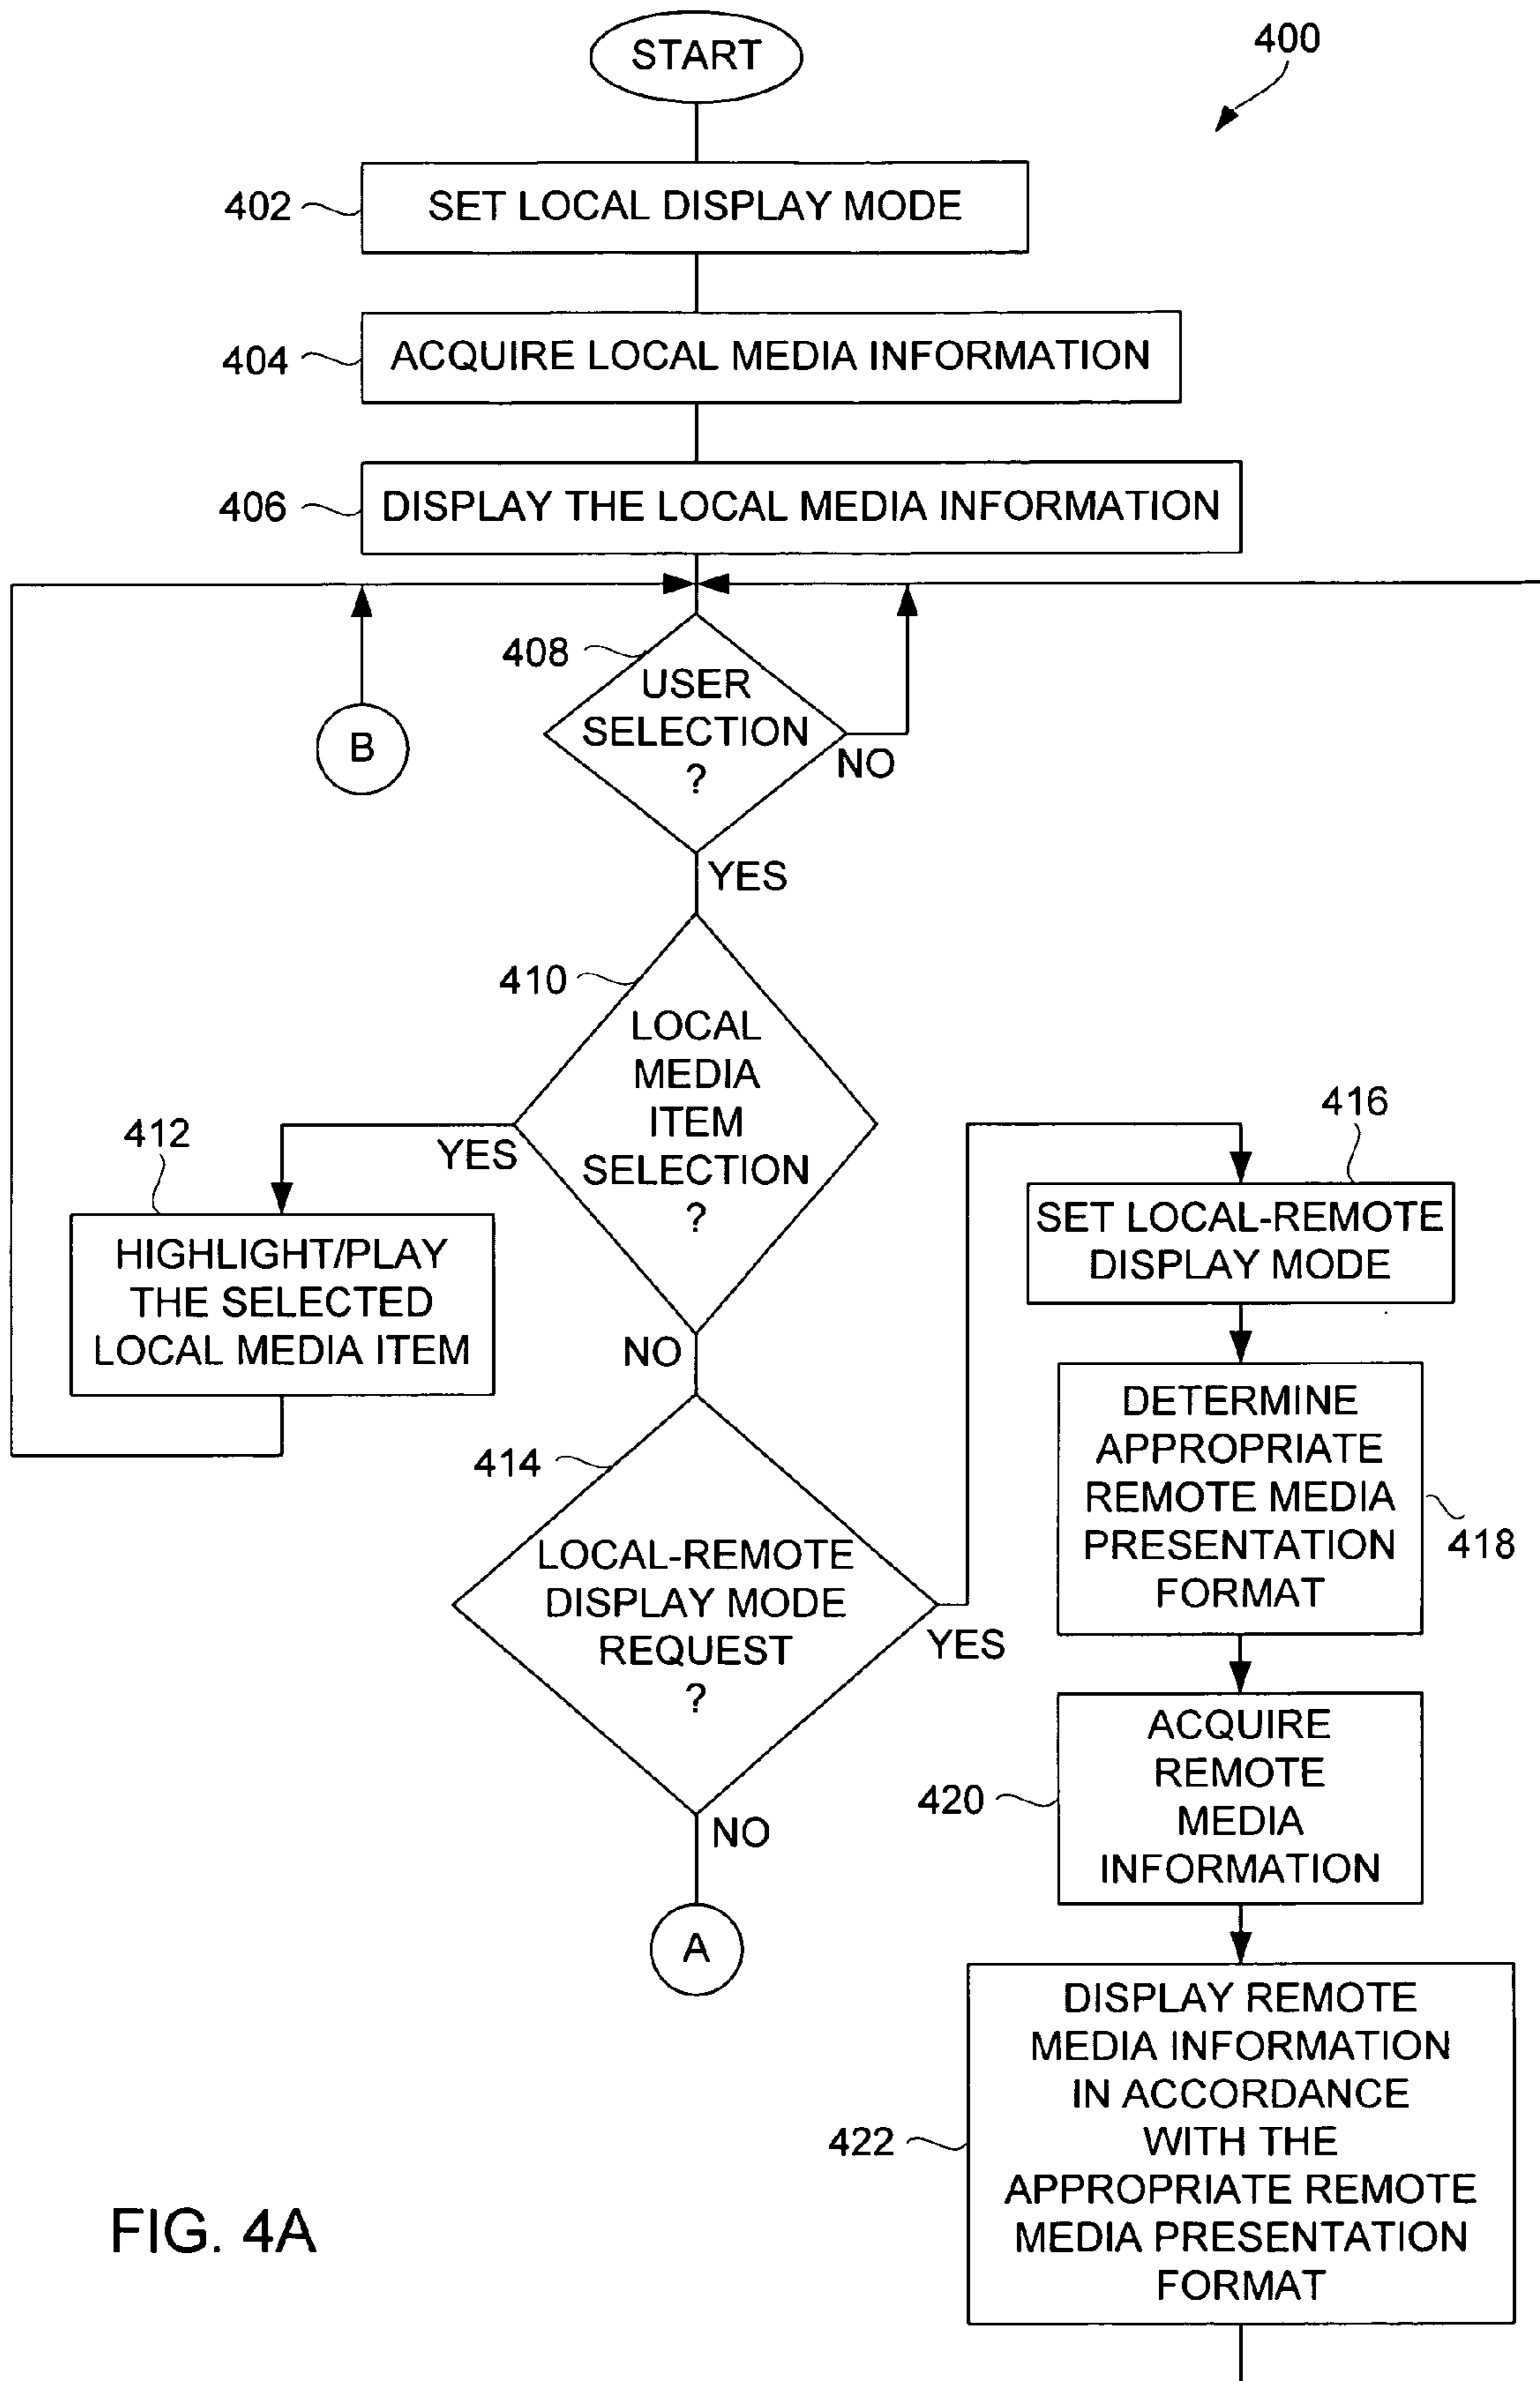 START
400
402
SET LOCAL DISPLAY MODE
404
ACQUIRE LOCAL MEDIA INFORMATION
406
DISPLAY THE LOCAL MEDIA INFORMATION
408
USER
SELECTION
?
NO
B
YES
410
LOCAL
MEDIA
ITEM
SELECTION
?
YES
412
HIGHLIGHT/PLAY
THE SELECTED
LOCAL MEDIA ITEM
NO
414
LOCAL-REMOTE
DISPLAY MODE
REQUEST
?
YES
NO
A
416
SET LOCAL-REMOTE
DISPLAY MODE
DETERMINE
APPROPRIATE
REMOTE MEDIA
PRESENTATION
FORMAT
418
420
ACQUIRE
REMOTE
MEDIA
INFORMATION
422
DISPLAY REMOTE
MEDIA INFORMATION
IN ACCORDANCE
WITH THE
APPROPRIATE REMOTE
MEDIA PRESENTATION
FORMAT
FIG. 4A